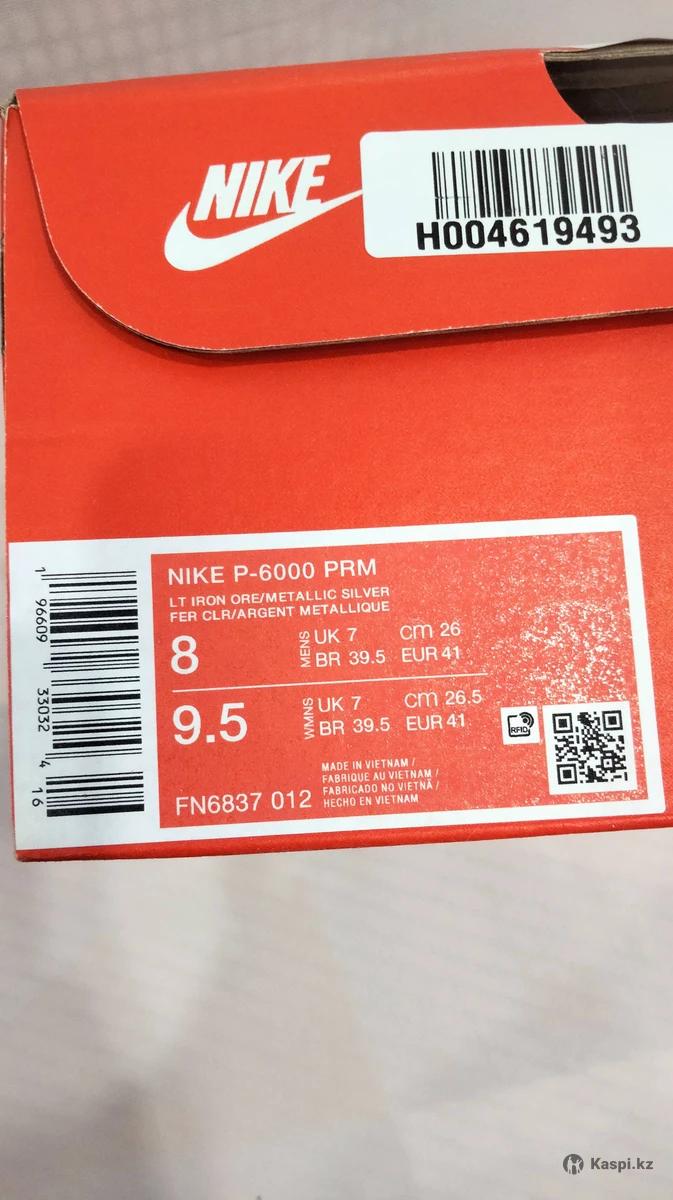 NIKE
H004619493
NIKE P-6000 PRM
LT IRON ORE/METALLIC SILVER
FER CLR/ARGENT METALLIQUE
8 MENS UK 7 cm 26
BR 39.5 EUR 41
9.5 WMNS UK 7 cm 26.5
BR 39.5 EUR 41
RFID
MADE IN VIETNAM /
FABRIQUE AU VIETNAM /
FABRICADO NO VIETNÃ /
HECHO EN VIETNAM
FN6837 012
1 96609 33032 4 16
Kaspi.kz